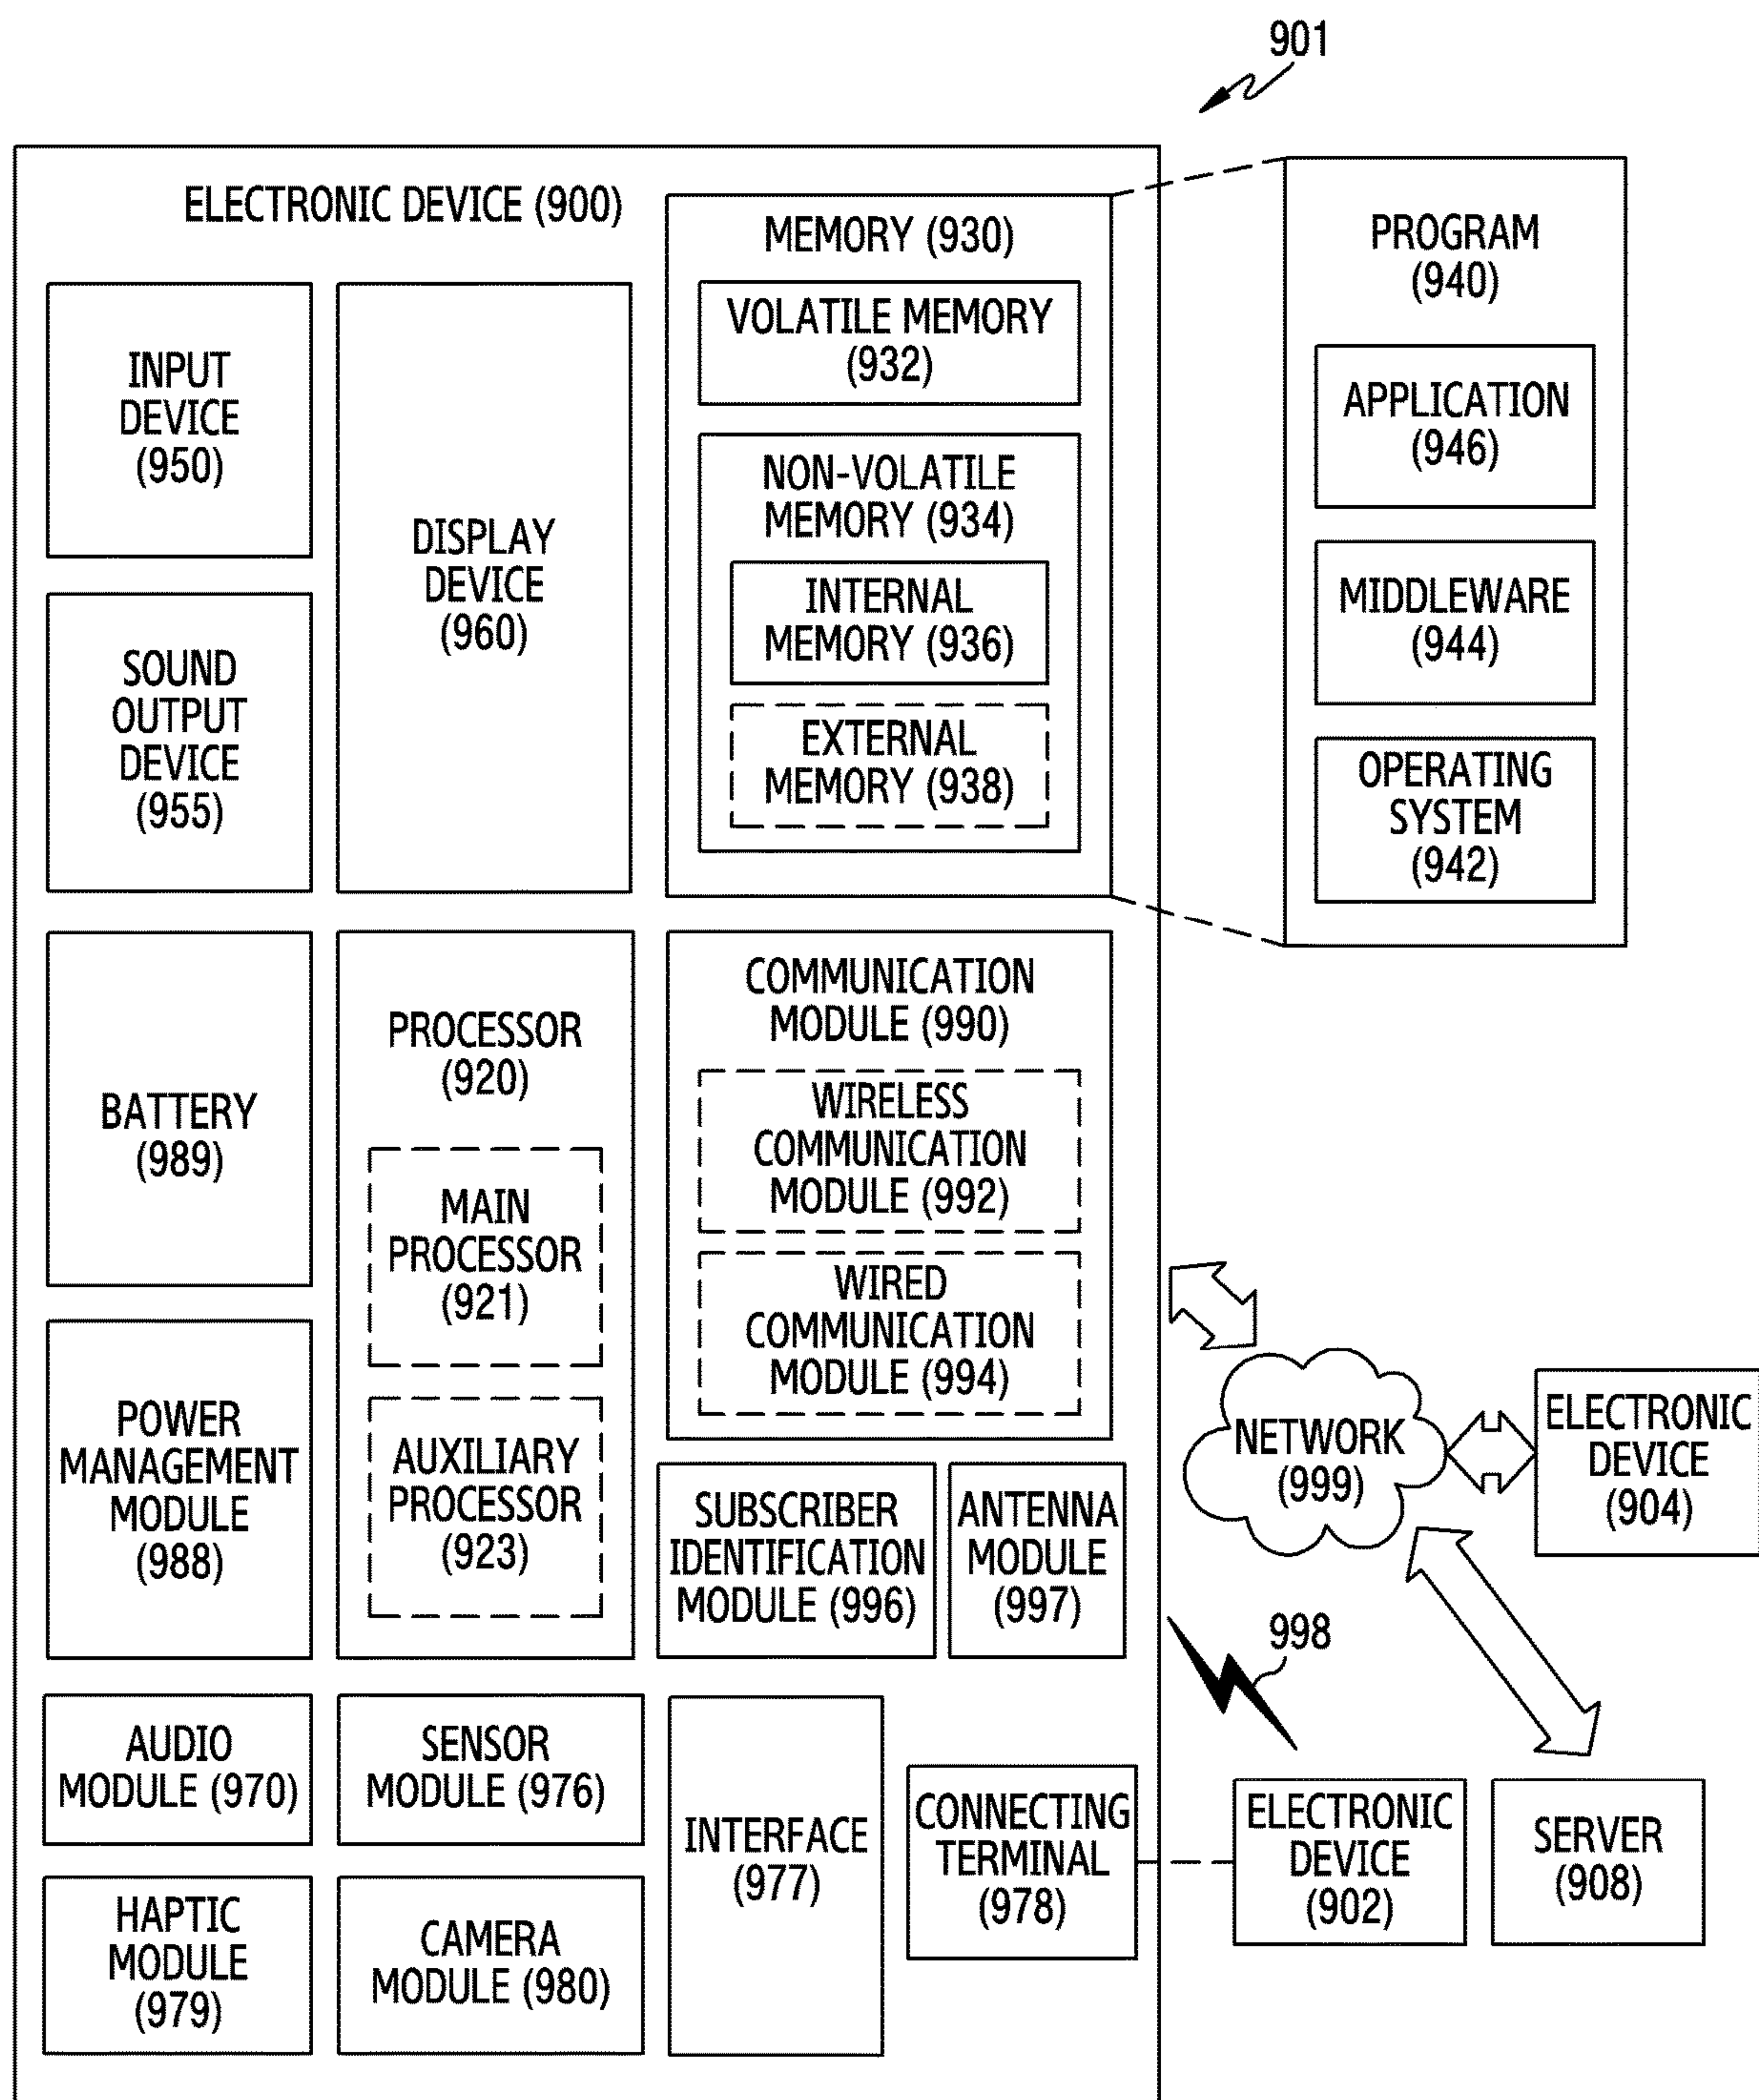 901
ELECTRONIC DEVICE (900)
INPUT
DEVICE
(950)
SOUND
OUTPUT
DEVICE
(955)
DISPLAY
DEVICE
(960)
MEMORY (930)
VOLATILE MEMORY
(932)
NON-VOLATILE
MEMORY (934)
INTERNAL
MEMORY (936)
EXTERNAL
MEMORY (938)
PROGRAM
(940)
APPLICATION
(946)
MIDDLEWARE
(944)
OPERATING
SYSTEM
(942)
BATTERY
(989)
POWER
MANAGEMENT
MODULE
(988)
PROCESSOR
(920)
MAIN
PROCESSOR
(921)
AUXILIARY
PROCESSOR
(923)
COMMUNICATION
MODULE (990)
WIRELESS
COMMUNICATION
MODULE (992)
WIRED
COMMUNICATION
MODULE (994)
SUBSCRIBER
IDENTIFICATION
MODULE (996)
ANTENNA
MODULE
(997)
NETWORK
(999)
ELECTRONIC
DEVICE
(904)
998
AUDIO
MODULE (970)
SENSOR
MODULE (976)
HAPTIC
MODULE
(979)
CAMERA
MODULE (980)
INTERFACE
(977)
CONNECTING
TERMINAL
(978)
ELECTRONIC
DEVICE
(902)
SERVER
(908)